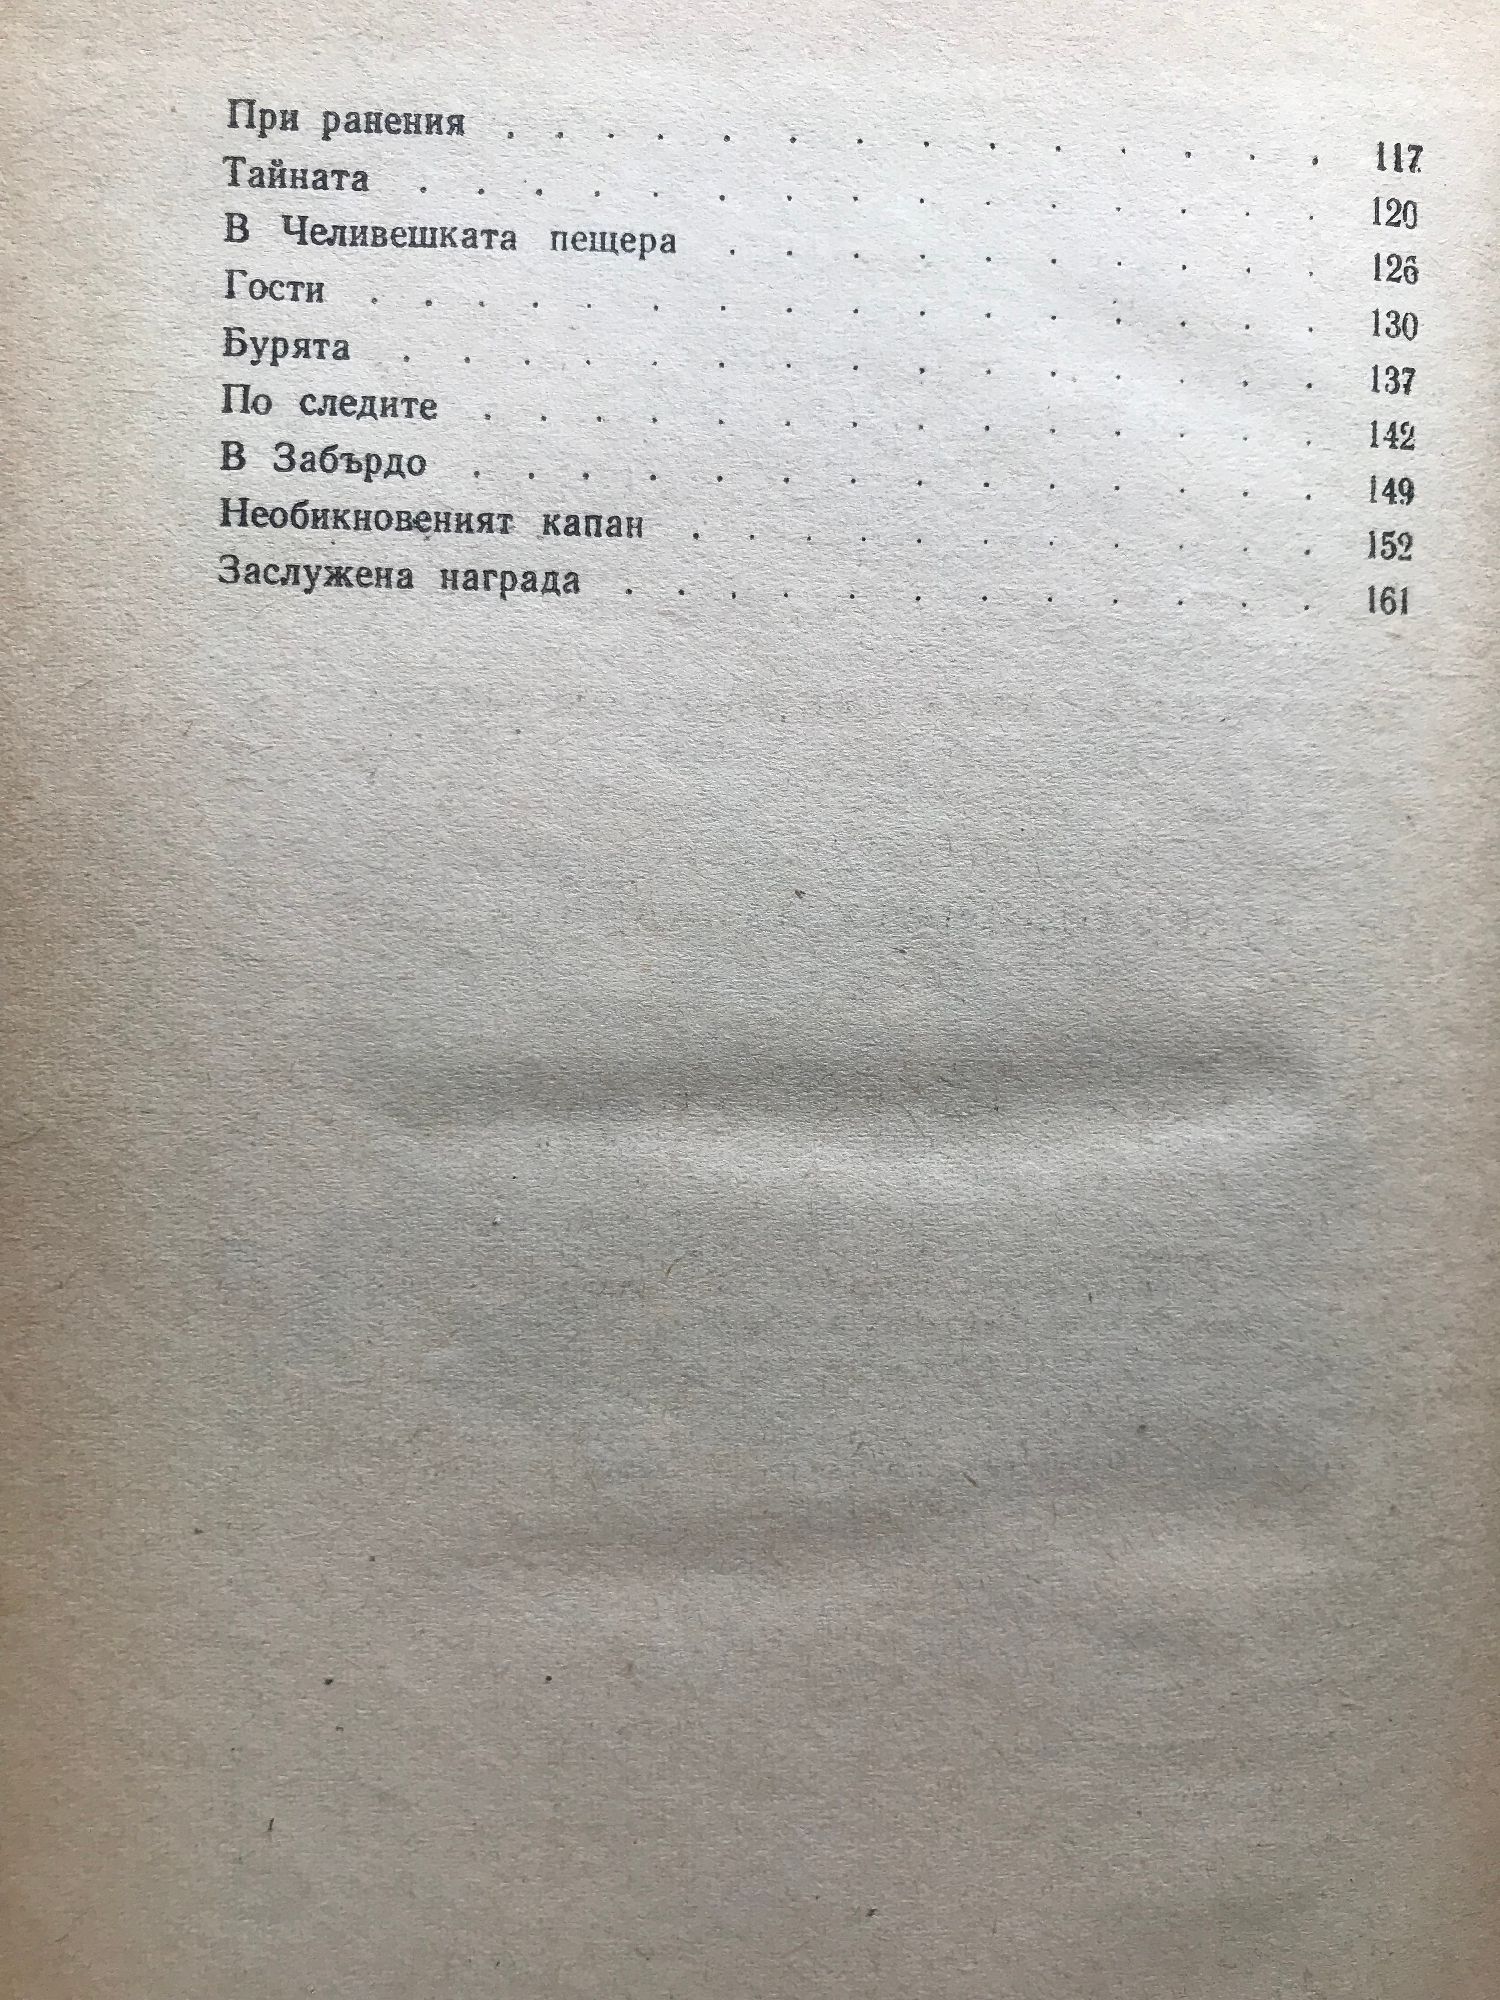 При ранения . . . . . . . . . . . . . 117
Тайната . . . . . . . . . . . . . . . 120
В Челивешката пещера . . . . . . . . . . 126
Гости . . . . . . . . . . . . . . . . 130
Бурята . . . . . . . . . . . . . . . 137
По следите . . . . . . . . . . . . . . 142
В Забърдо . . . . . . . . . . . . . . 149
Необикновеният капан . . . . . . . . . . . 152
Заслужена награда . . . . . . . . . . . . 161